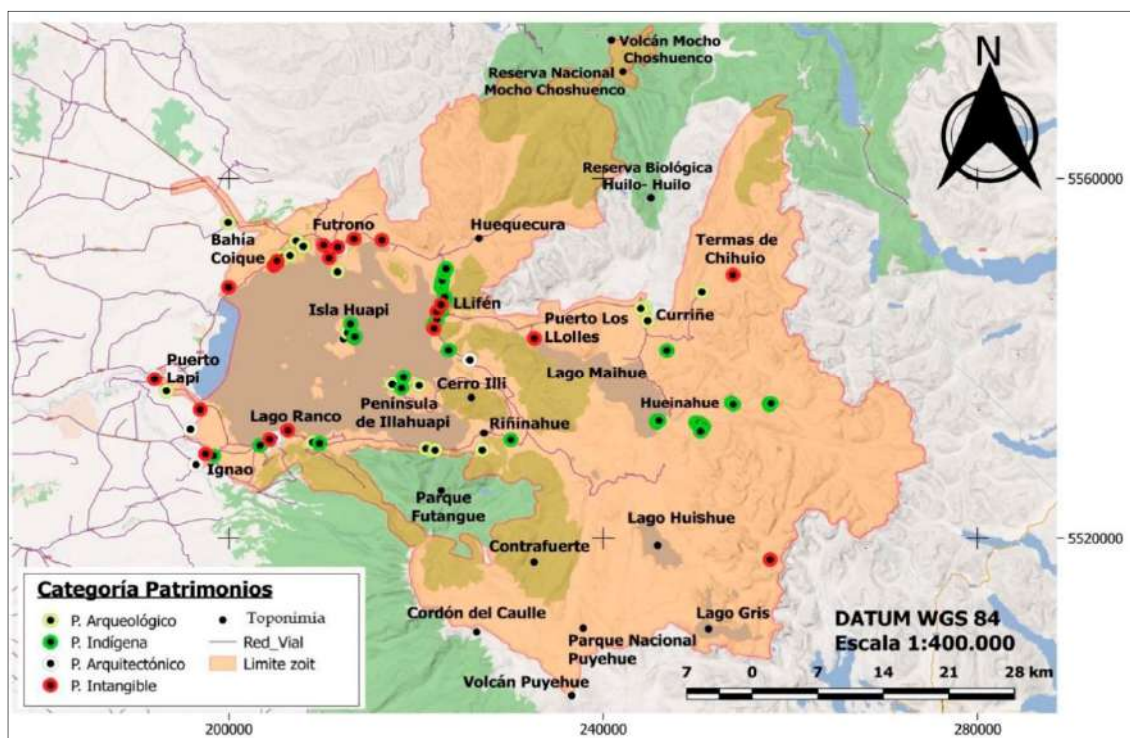 Volcán Mocho
Choshuenco
Reserva Nacional
Mocho Choshuenco
N
Reserva Biológica
Huilo- Huilo
5560000
Bahía
Coique
Futrono
Huequecura
Termas de
Chihuio
Isla Huapi
LLifén
Puerto Los
LLolles
Curriñe
Puerto
Lapi
Lago Maihue
Cerro Illi
Península
de Illahuapi
Hueinahue
Lago Ranco
Riñinahue
Ignao
Parque
Futangue
Lago Huishue
5520000
Contrafuerte
Cordón del Caulle
Lago Gris
Parque Nacional
Puyehue
Volcán Puyehue
Categoría Patrimonios
P. Arqueológico
P. Indígena
P. Arquitectónico
P. Intangible
Toponimia
Red_Vial
Limite zoit
DATUM WGS 84
Escala 1:400.000
7 0 7 14 21 28 km
200000 240000 280000